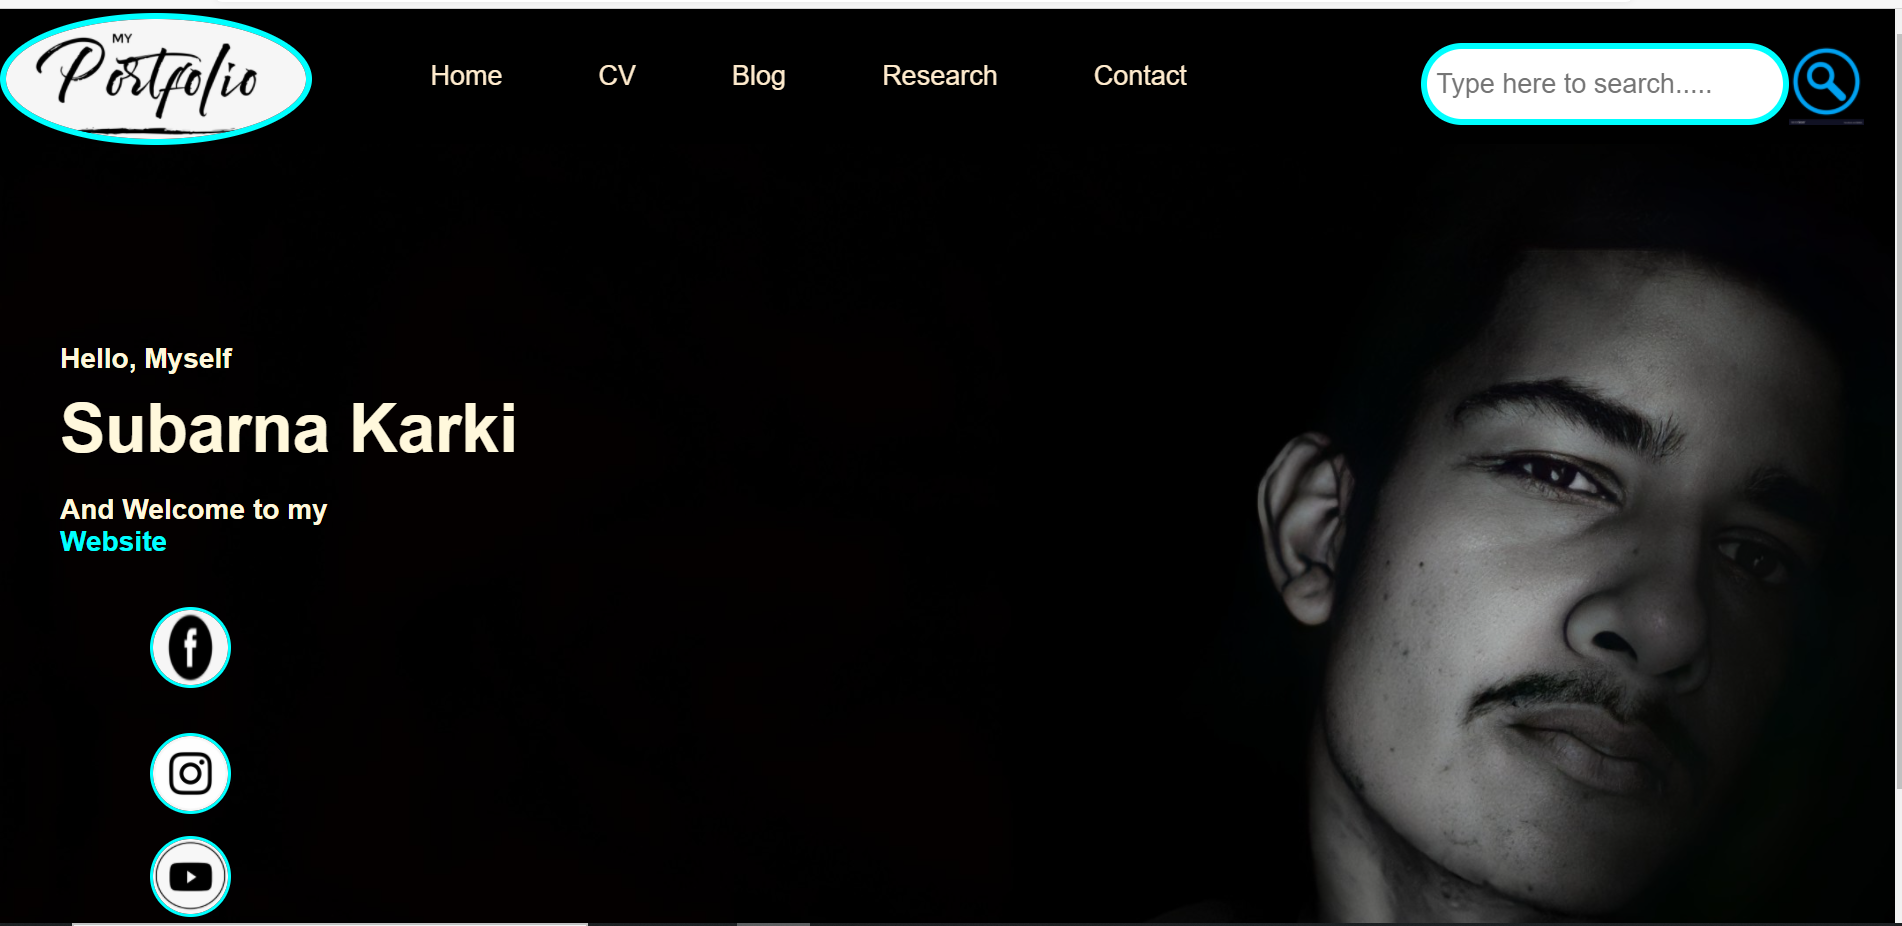 MY
Portfolio
Home CV Blog Research Contact
Type here to search.....
Hello, Myself
Subarna Karki
And Welcome to my
Website